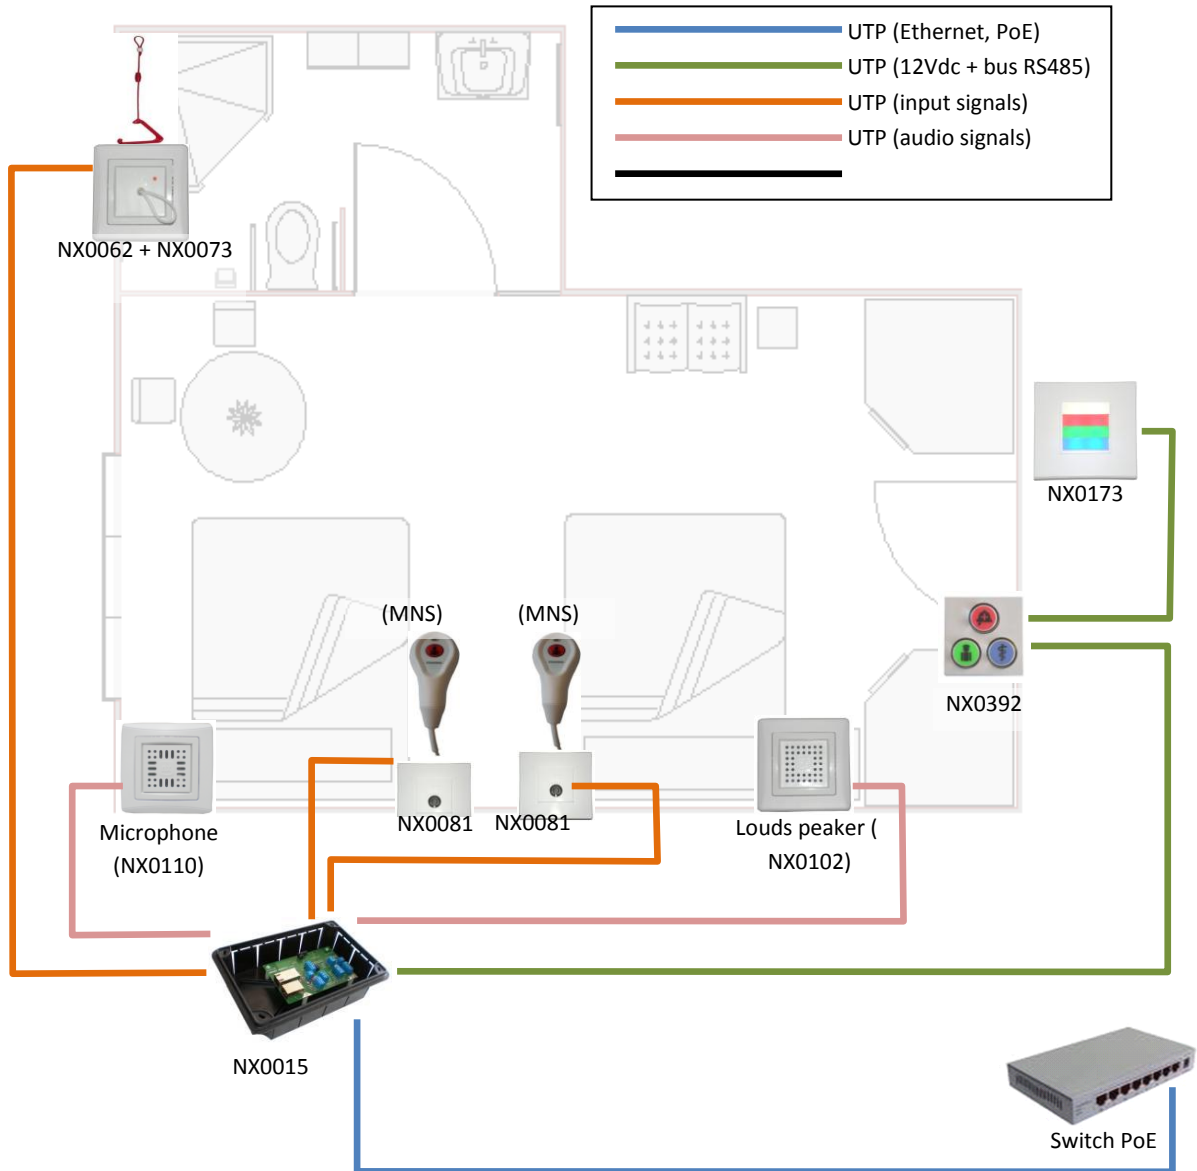 UTP (Ethernet, PoE)
UTP (12Vdc + bus RS485)
UTP (input signals)
UTP (audio signals)
NX0062 + NX0073
NX0173
(MNS)
(MNS)
NX0392
NX0081
NX0081
Microphone
(NX0110)
Louds peaker (
NX0102)
NX0015
Switch PoE